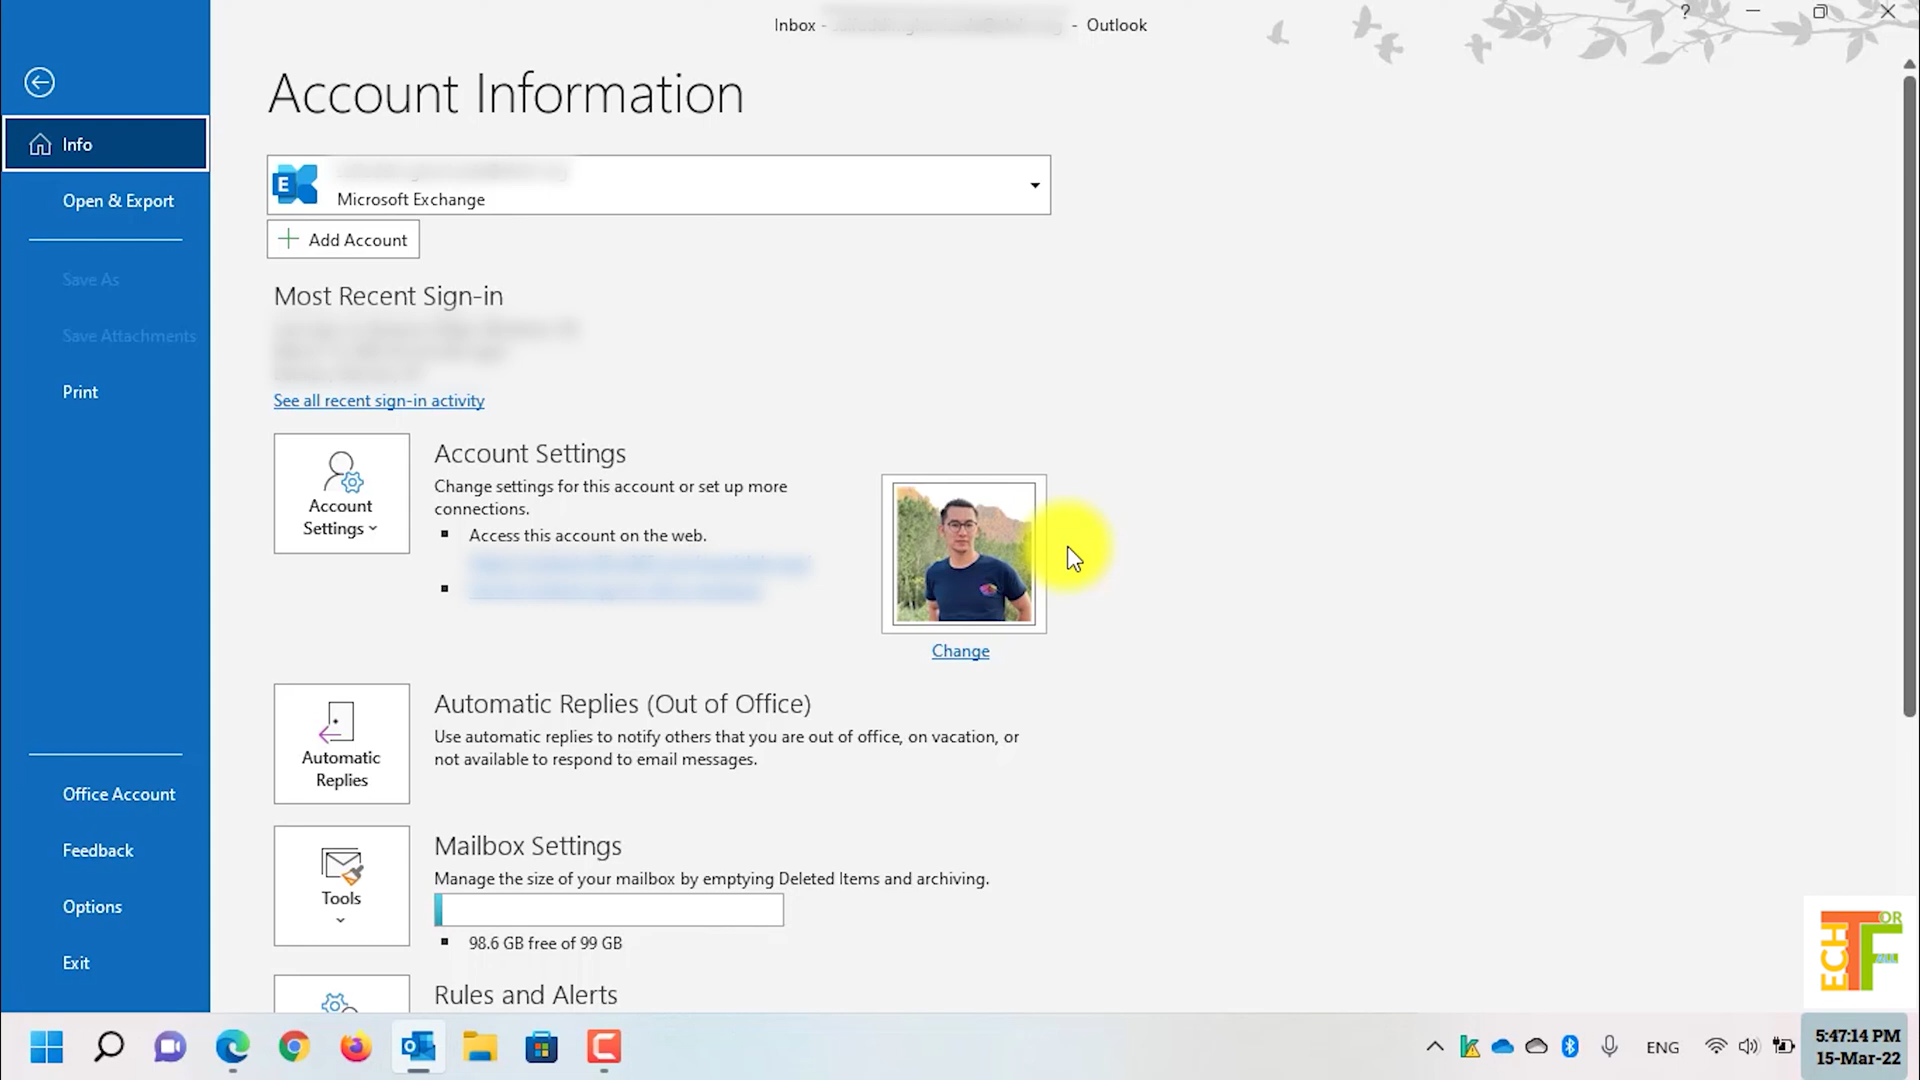 Inbox -
- Outlook
?
Account Information
Info
Open & Export
Save As
Save Attachments
Print
Office Account
Feedback
Options
Exit
E
Microsoft Exchange
Add Account
Most Recent Sign-in
See all recent sign-in activity
Account
Settings
Account Settings
Change settings for this account or set up more
connections.
Access this account on the web.
Change
Automatic
Replies
Automatic Replies (Out of Office)
Use automatic replies to notify others that you are out of office, on vacation, or
not available to respond to email messages.
Tools
Mailbox Settings
Manage the size of your mailbox by emptying Deleted Items and archiving.
98.6 GB free of 99 GB
Rules and Alerts
ECH T OR F
ENG
5:47:14 PM
15-Mar-22